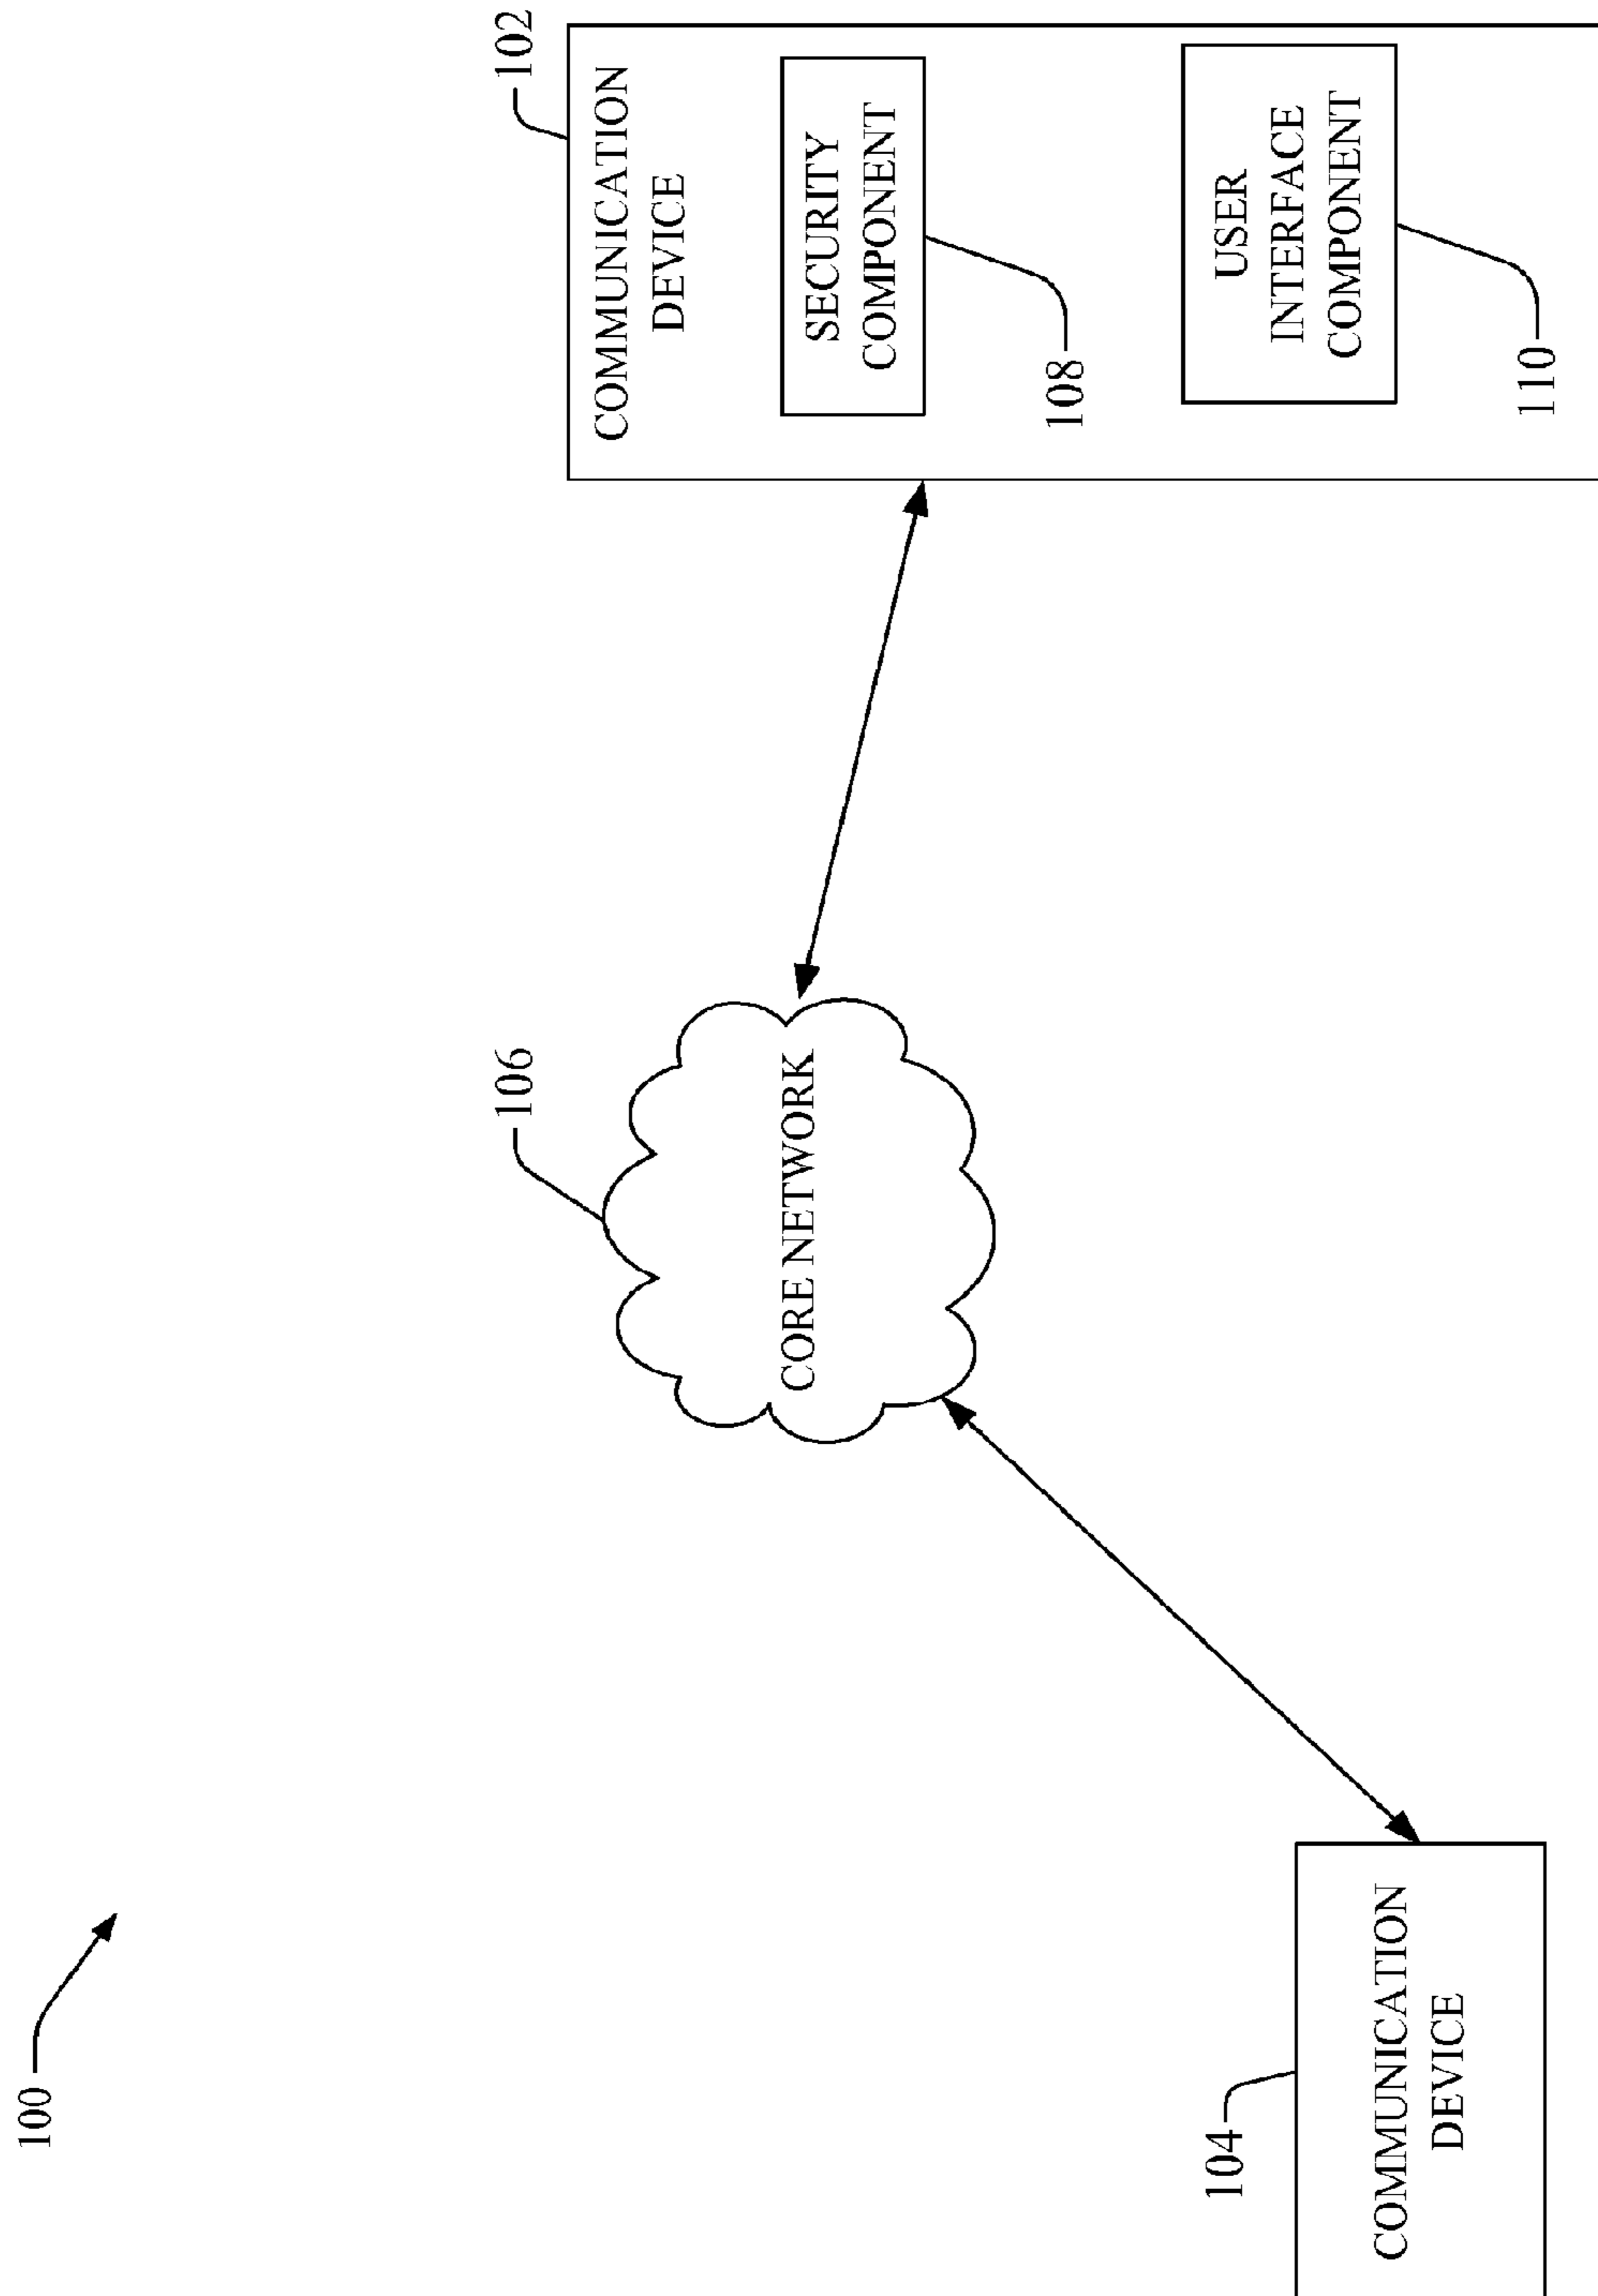 100
102
COMMUNICATION
DEVICE
SECURITY
COMPONENT
108
USER
INTERFACE
COMPONENT
110
106
CORE NETWORK
104
COMMUNICATION
DEVICE